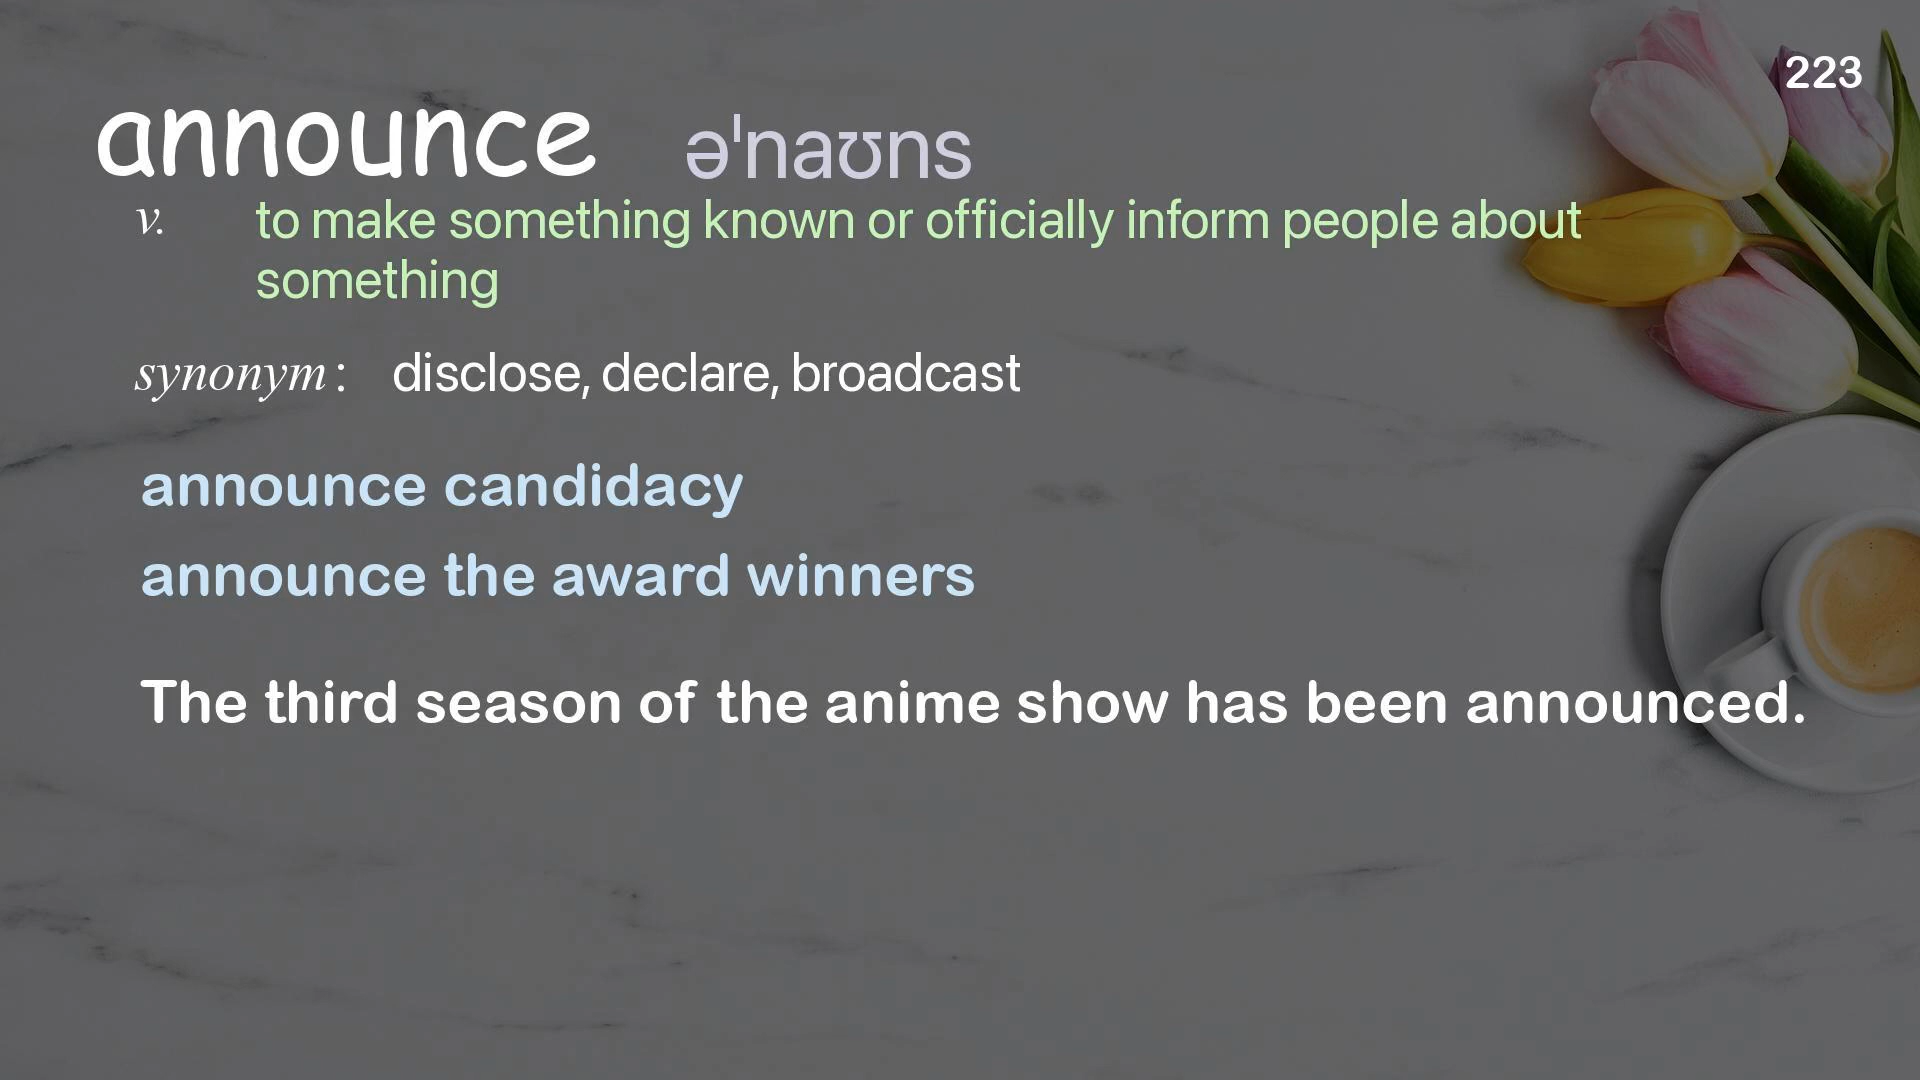 223
announce əˈnaʊns
v. to make something known or officially inform people about
something
synonym : disclose, declare, broadcast
announce candidacy
announce the award winners
The third season of the anime show has been announced.